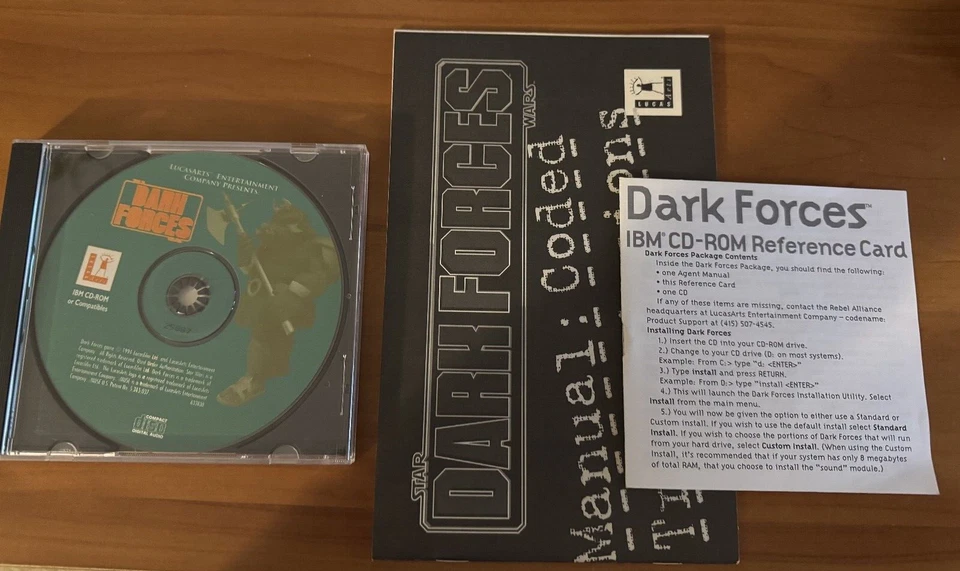 LUCASARTS ENTERTAINMENT
COMPANY PRESENTS
STAR WARS
DARK
FORCES
IBM CD-ROM
or Compatibles
COMPACT
disc
DIGITAL AUDIO
STAR WARS
DARK FORCES
Manual: Coded
LUCAS
Arts
Dark Forces™
IBM® CD-ROM Reference Card
Dark Forces Package Contents
Inside the Dark Forces Package, you should find the following:
• one Agent Manual
• this Reference Card
• one CD
If any of these items are missing, contact the Rebel Alliance
headquarters at LucasArts Entertainment Company – codename:
Product Support at (415) 507-4545.
Installing Dark Forces
1.) Insert the CD into your CD-ROM drive.
2.) Change to your CD drive (D: on most systems).
Example: From C:> type "d: <ENTER>"
3.) Type install and press RETURN.
Example: From D:> type "install <ENTER>"
4.) This will launch the Dark Forces Installation Utility. Select
Install from the main menu.
5.) You will now be given the option to either use a Standard or
Custom install. If you wish to use the default install select Standard
Install. If you wish to choose the portions of Dark Forces that will run
from your hard drive, select Custom Install. (When using the Custom
Install, it's recommended that if your system has only 8 megabytes
of total RAM, that you choose to install the "sound" module.)